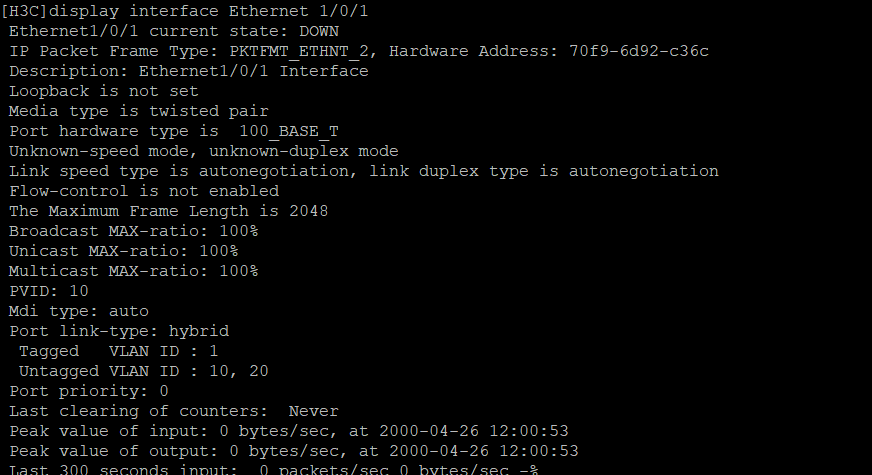 [H3C]display interface Ethernet 1/0/1
Ethernet1/0/1 current state: DOWN
IP Packet Frame Type: PKTFMT_ETHNT_2, Hardware Address: 70f9-6d92-c36c
Description: Ethernet1/0/1 Interface
Loopback is not set
Media type is twisted pair
Port hardware type is  100_BASE_T
Unknown-speed mode, unknown-duplex mode
Link speed type is autonegotiation, link duplex type is autonegotiation
Flow-control is not enabled
The Maximum Frame Length is 2048
Broadcast MAX-ratio: 100%
Unicast MAX-ratio: 100%
Multicast MAX-ratio: 100%
PVID: 10
Mdi type: auto
Port link-type: hybrid
Tagged   VLAN ID : 1
Untagged VLAN ID : 10, 20
Port priority: 0
Last clearing of counters:  Never
Peak value of input: 0 bytes/sec, at 2000-04-26 12:00:53
Peak value of output: 0 bytes/sec, at 2000-04-26 12:00:53
Last 300 seconds input:  0 packets/sec 0 bytes/sec -%